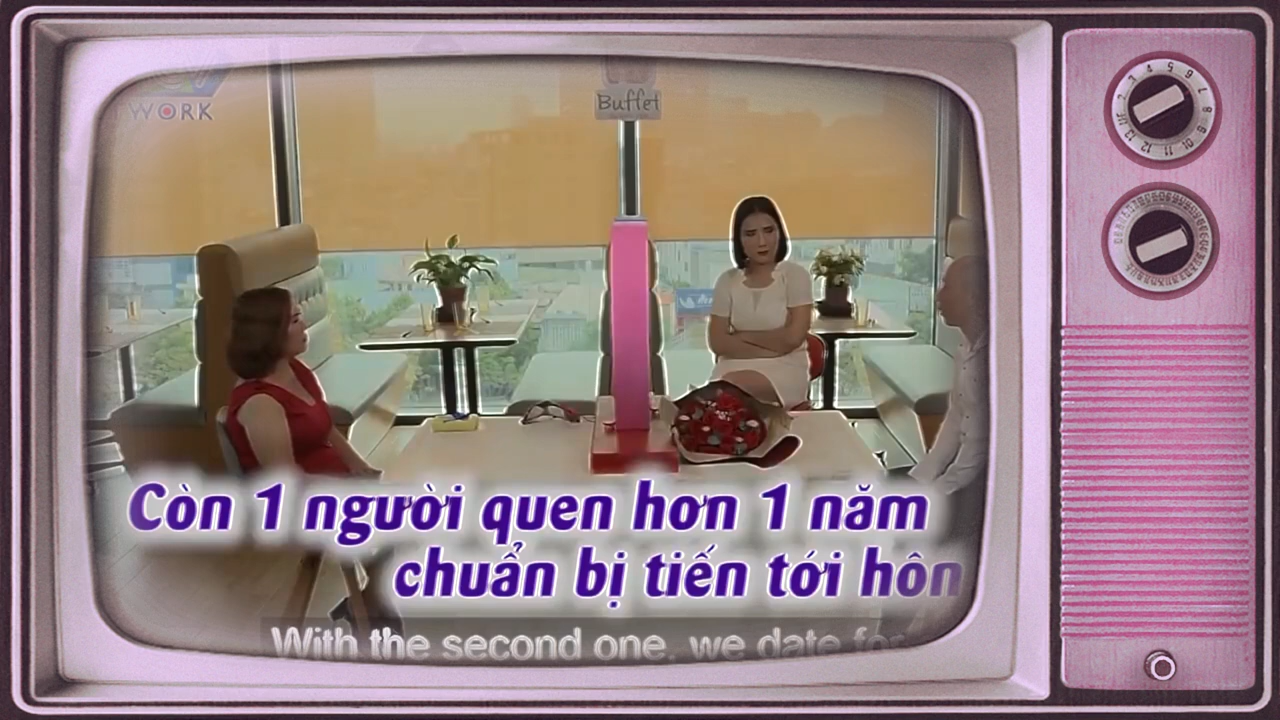 WORK
Buffet
Còn 1 người quen hơn 1 năm
chuẩn bị tiến tới hôn
With the second one, we date for